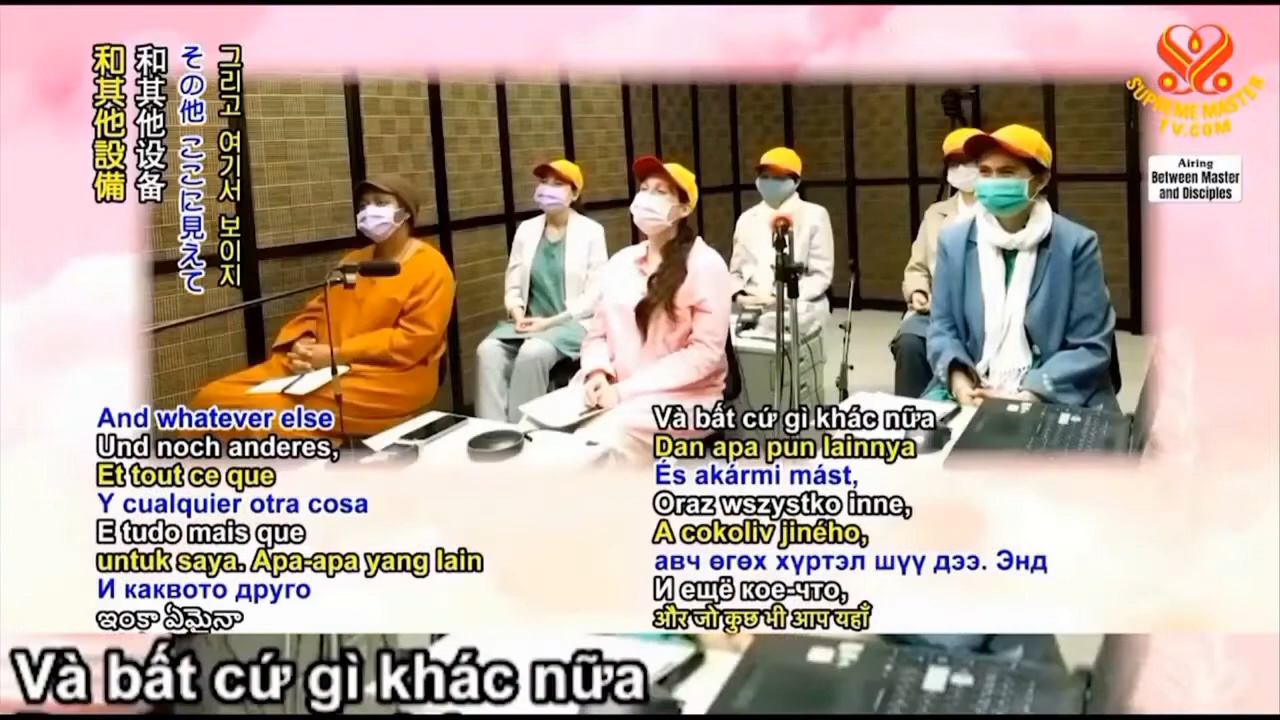 和其他設備
和其他设备
その他 ここに見えて
그리고 여기서 보이지
SUPREME MASTER
TV.COM
Airing
Between Master
and Disciples
And whatever else
Und noch anderes,
Et tout ce que
Y cualquier otra cosa
E tudo mais que
untuk saya. Apa-apa yang lain
И каквото друго
ఇంకా ఏమైనా
Và bất cứ gì khác nữa
Dan apa pun lainnya
És akármi mást,
Oraz wszystko inne,
A cokoliv jiného,
авч өгөх хүртэл шүү дээ. Энд
И ещё кое-что,
और जो कुछ भी आप यहाँ
Và bất cứ gì khác nữa